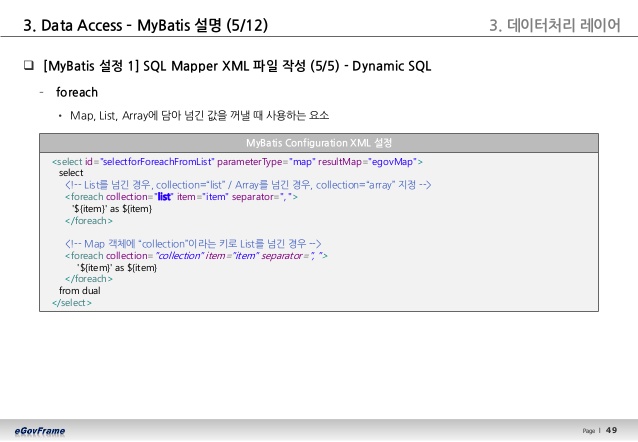 3. Data Access – MyBatis 설명 (5/12)
3. 데이터처리 레이어
[MyBatis 설정 1] SQL Mapper XML 파일 작성 (5/5) - Dynamic SQL
- foreach
• Map, List, Array에 담아 넘긴 값을 꺼낼 때 사용하는 요소
MyBatis Configuration XML 설정
<select id="selectforForeachFromList" parameterType="map" resultMap="egovMap">
select
<!-- List를 넘긴 경우, collection="list" / Array를 넘긴 경우, collection="array" 지정 -->
<foreach collection="list" item="item" separator=", ">
'${item}' as ${item}
</foreach>
<!-- Map 객체에 "collection"이라는 키로 List를 넘긴 경우 -->
<foreach collection="collection" item="item" separator=", ">
'${item}' as ${item}
</foreach>
from dual
</select>
eGovFrame
Page l 49